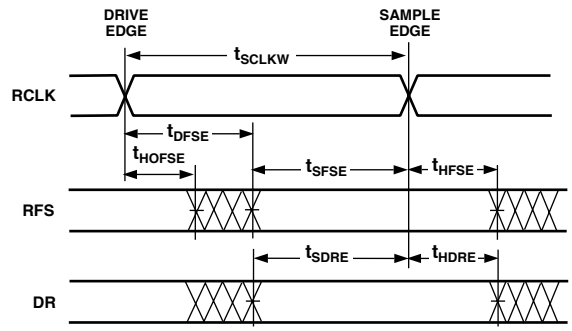 DRIVE EDGE
SAMPLE EDGE
tSCLKW
RCLK
tDFSE
tHOFSE
tSFSE
tHFSE
RFS
tSDRE
tHDRE
DR